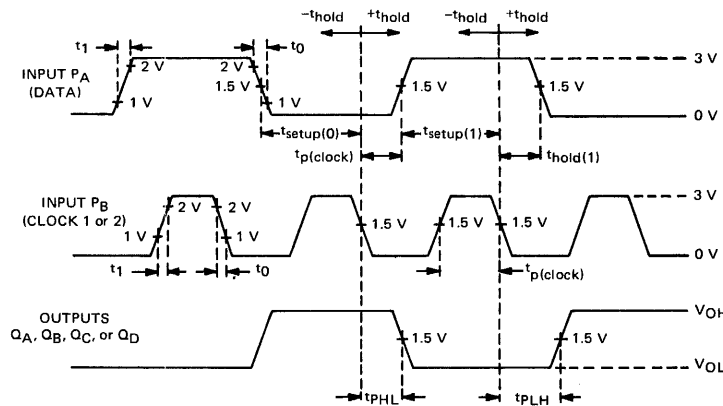 −thold +thold −thold +thold
t1 t0
INPUT PA
(DATA)
2 V 2 V 1.5 V 1 V 1 V 1.5 V 1.5 V 3 V 0 V
tsetup(0) tsetup(1)
tp(clock) thold(1)
INPUT PB
(CLOCK 1 or 2)
2 V 2 V 1 V 1 V 1.5 V 1.5 V 1.5 V 3 V 0 V
t1 t0 tp(clock)
OUTPUTS
QA, QB, QC, or QD
1.5 V 1.5 V VOH VOL
tPHL tPLH